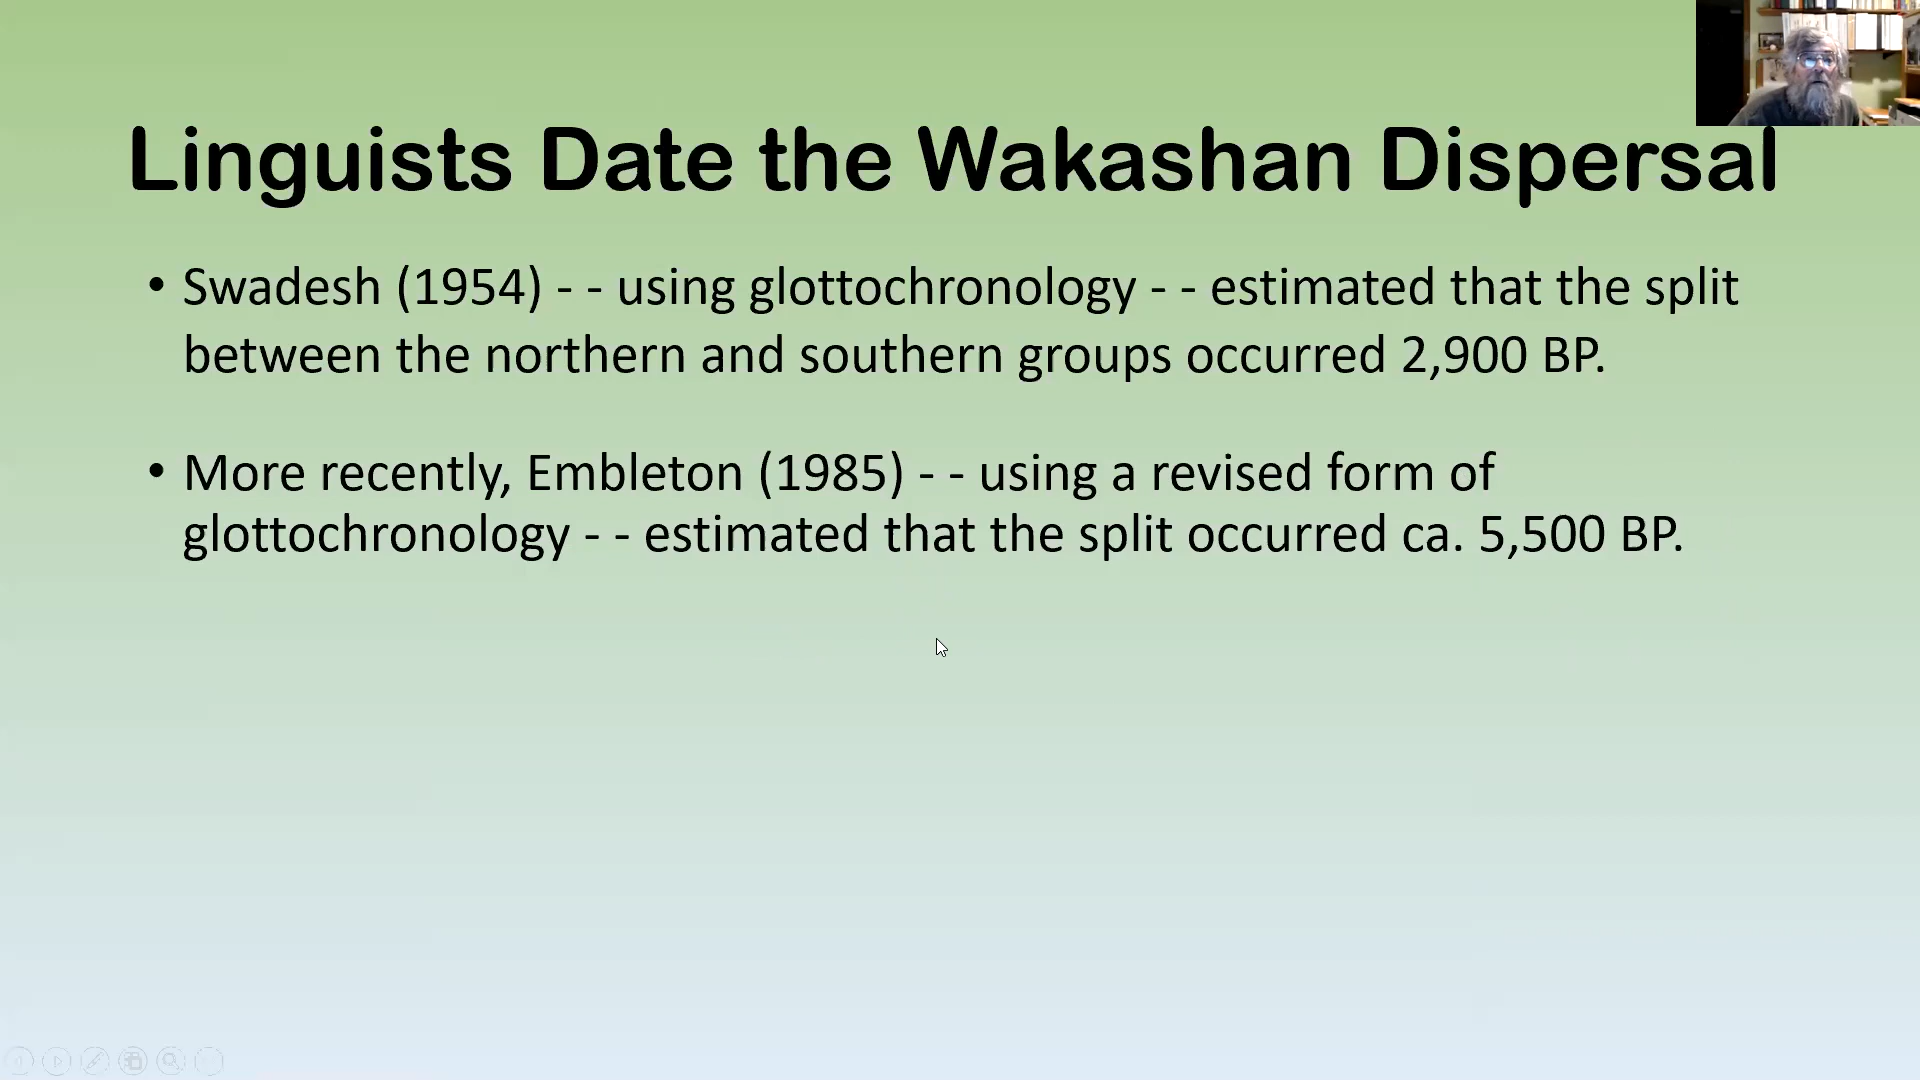 Linguists Date the Wakashan Dispersal
• Swadesh (1954) - - using glottochronology - - estimated that the split
between the northern and southern groups occurred 2,900 BP.
• More recently, Embleton (1985) - - using a revised form of
glottochronology - - estimated that the split occurred ca. 5,500 BP.